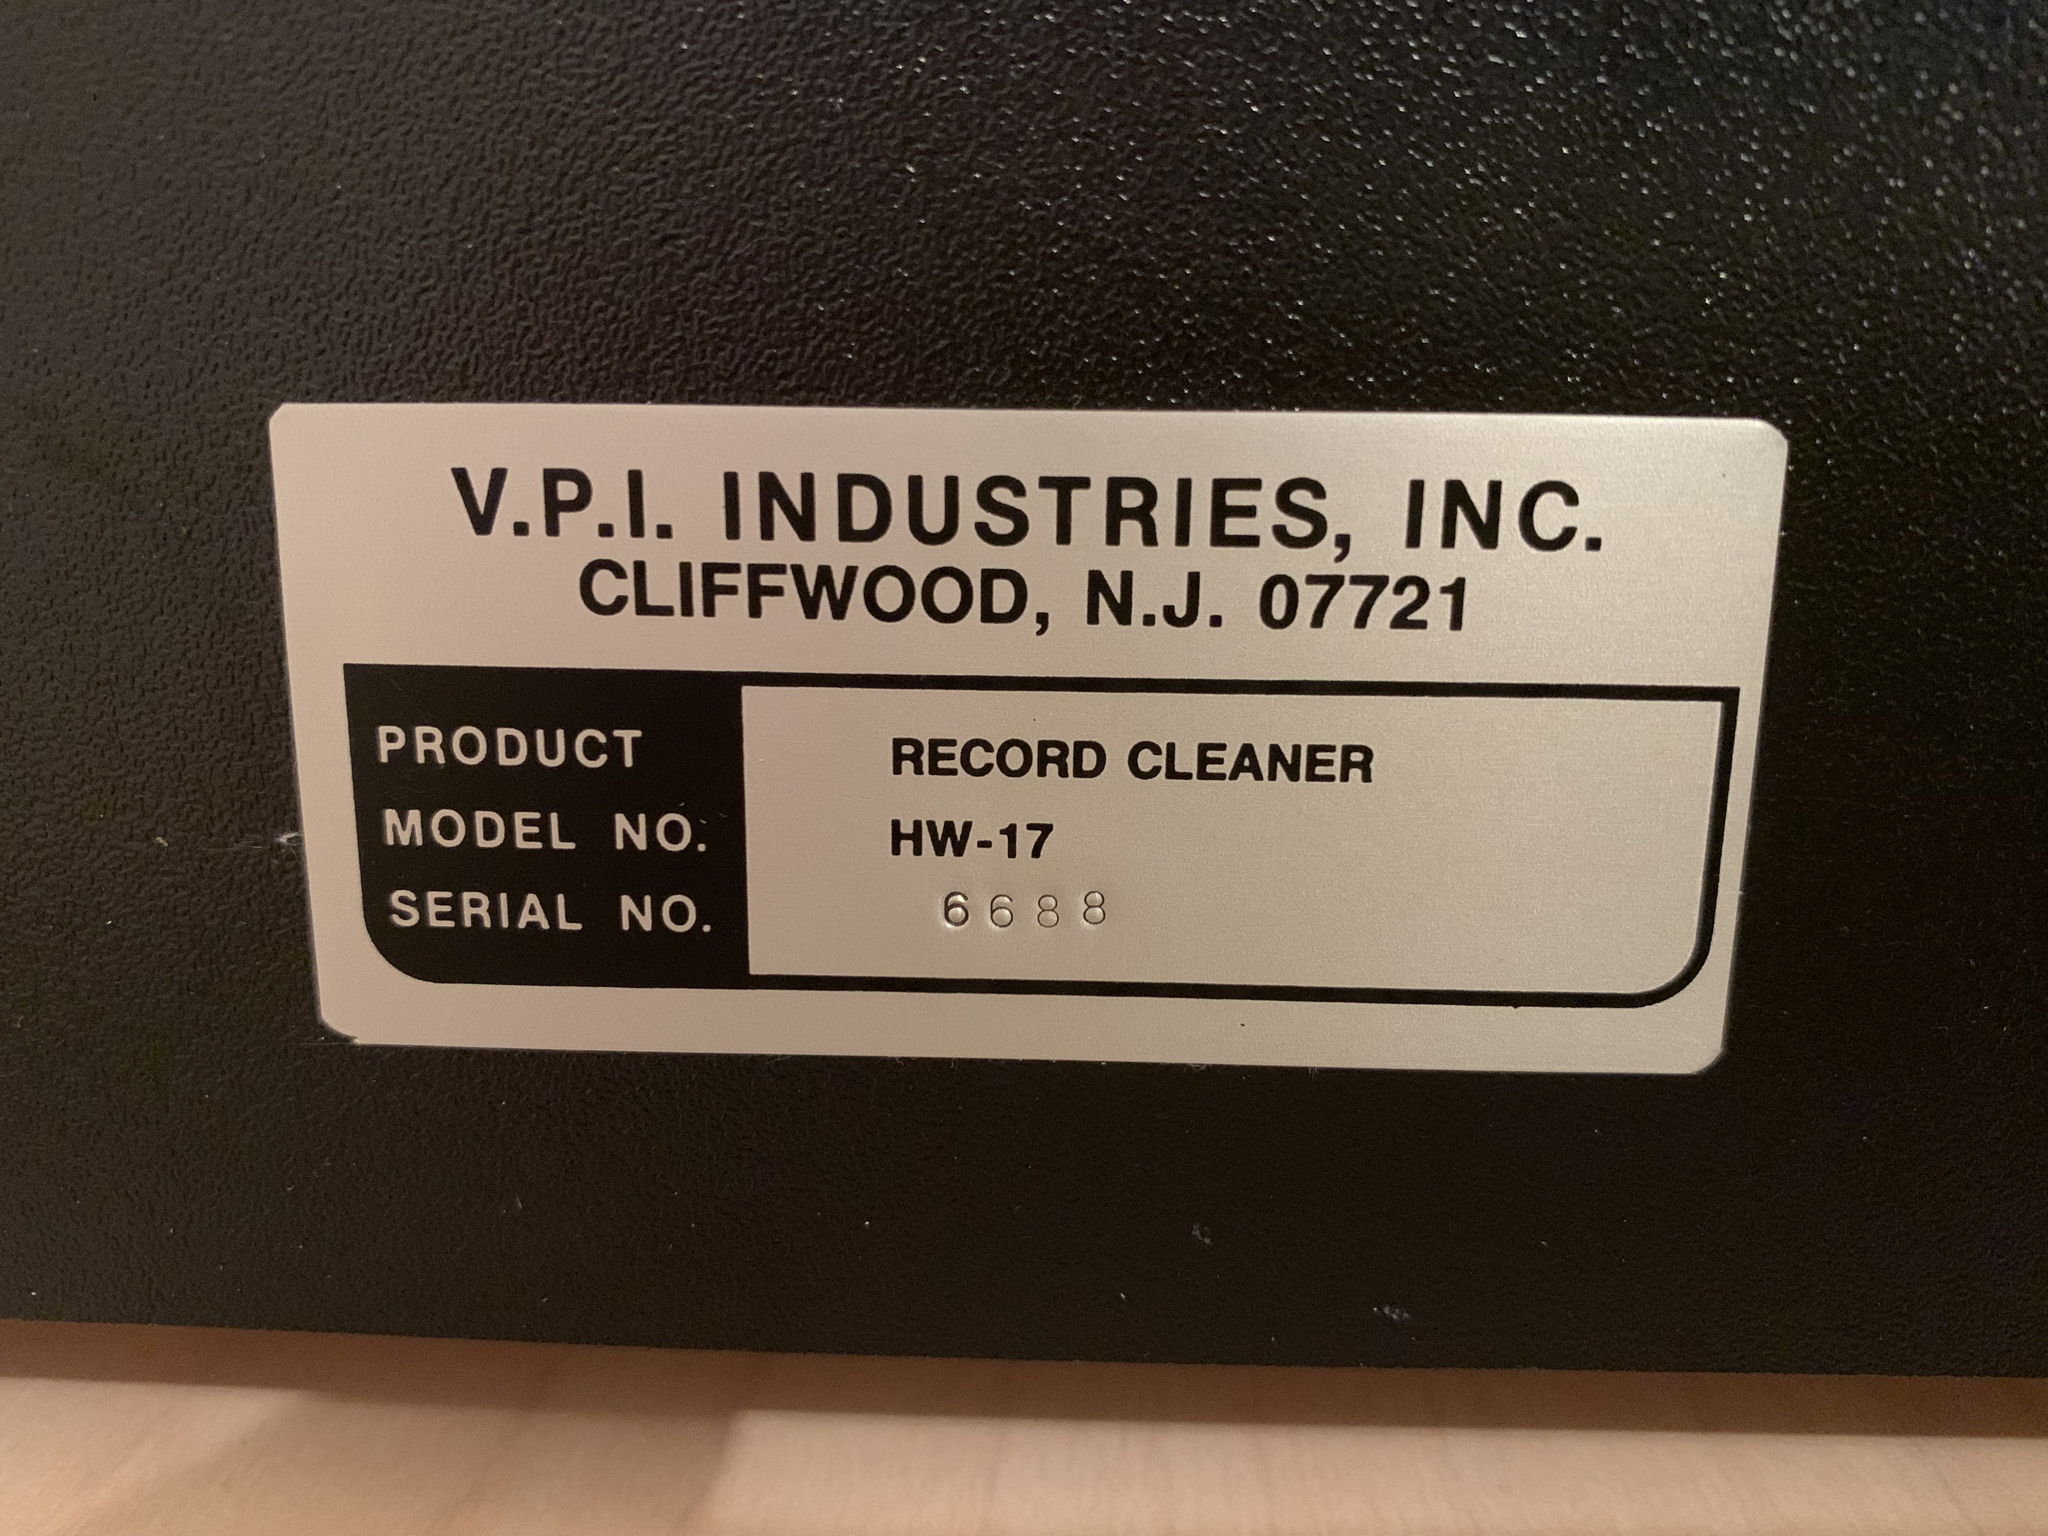 V.P.I. INDUSTRIES, INC.
CLIFFWOOD, N.J. 07721
PRODUCT RECORD CLEANER
MODEL NO. HW-17
SERIAL NO. 6688